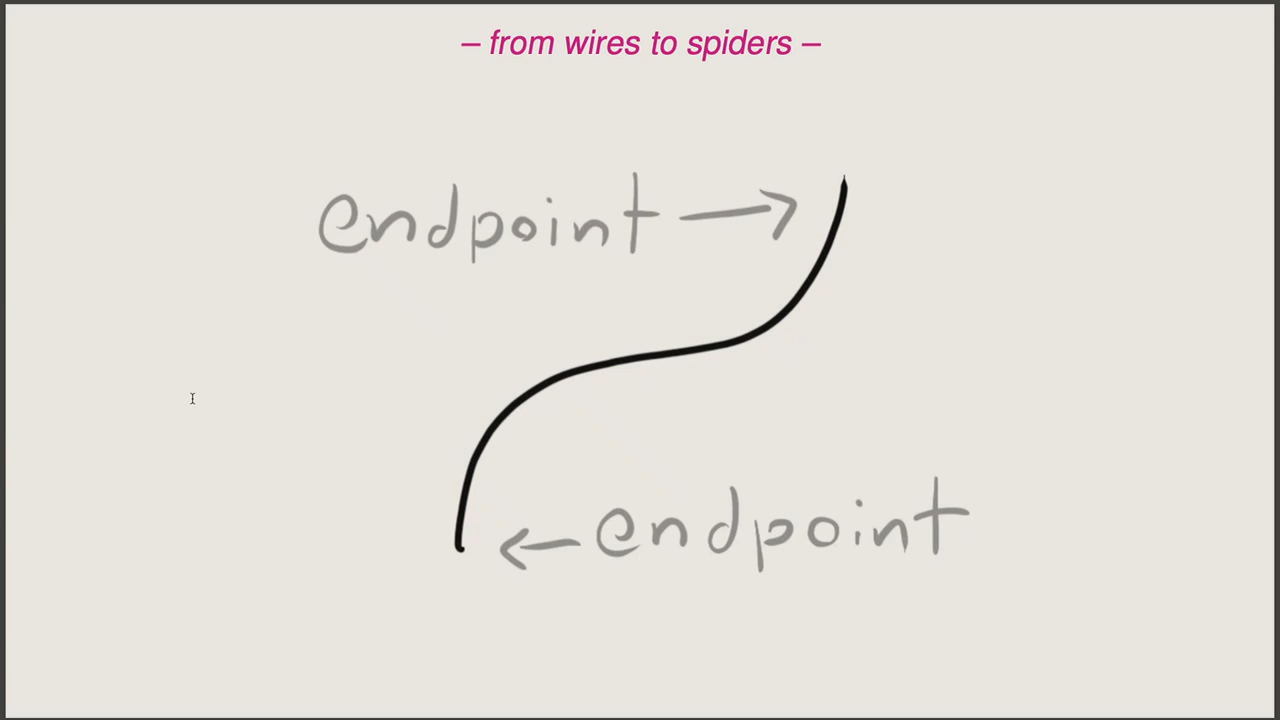 – from wires to spiders –
endpoint
endpoint